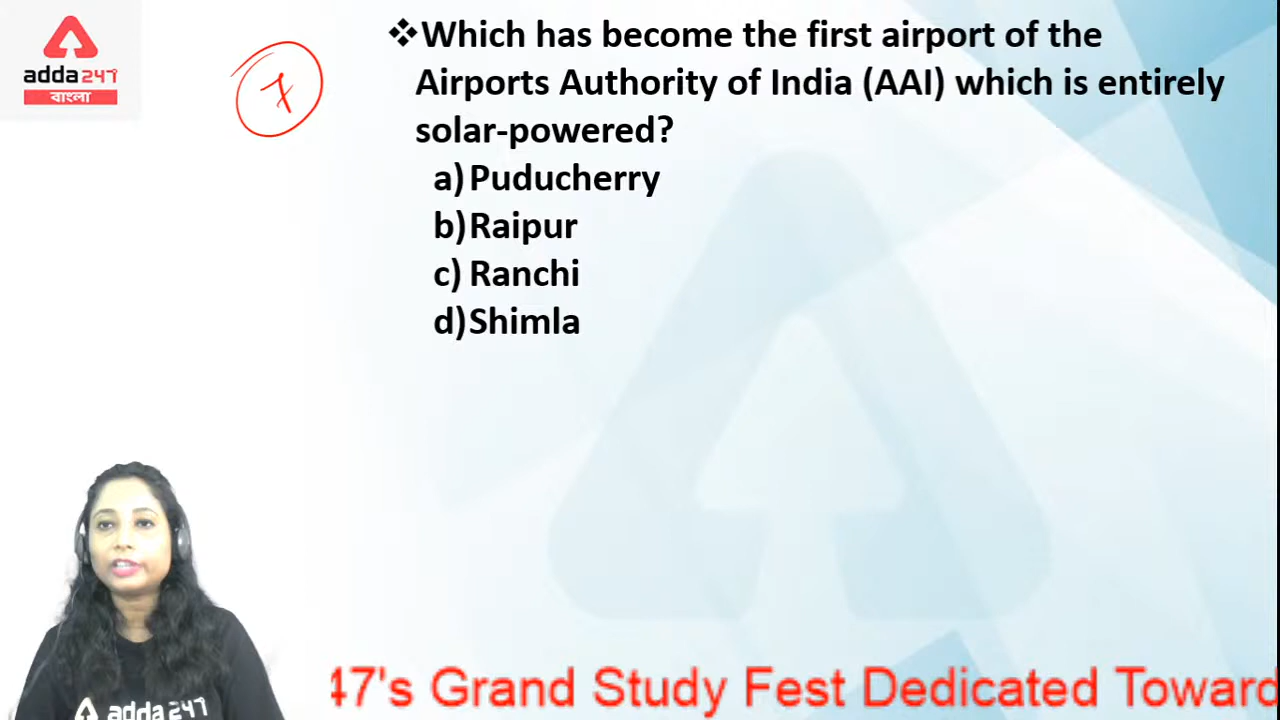 adda247
বাংলা
7
❖Which has become the first airport of the
Airports Authority of India (AAI) which is entirely
solar-powered?
a) Puducherry
b) Raipur
c) Ranchi
d) Shimla
adda247
47's Grand Study Fest Dedicated Toward